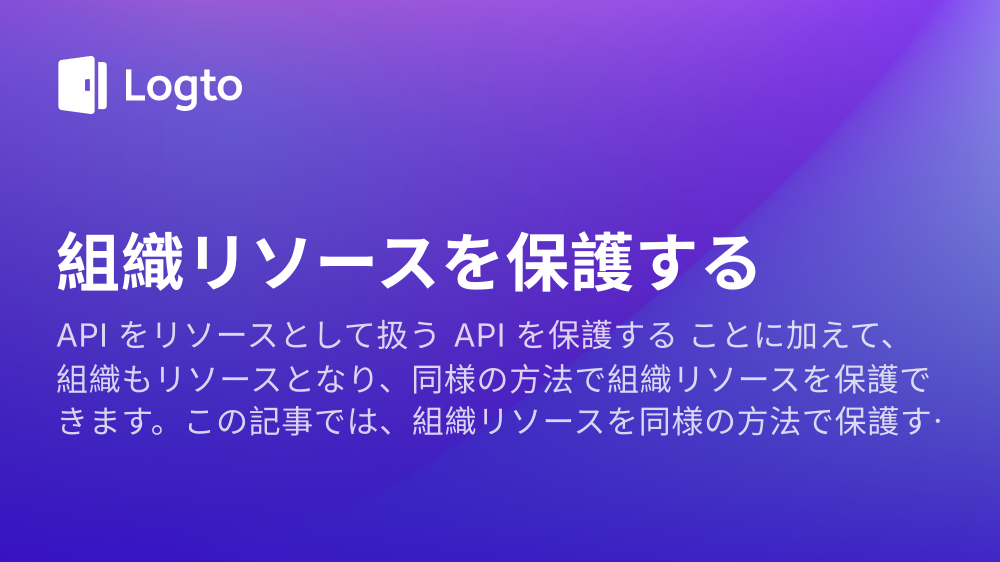 Logto
組織リソースを保護する
API をリソースとして扱う API を保護する ことに加えて、
組織もリソースとなり、同様の方法で組織リソースを保護で
きます。この記事では、組織リソースを同様の方法で保護す·